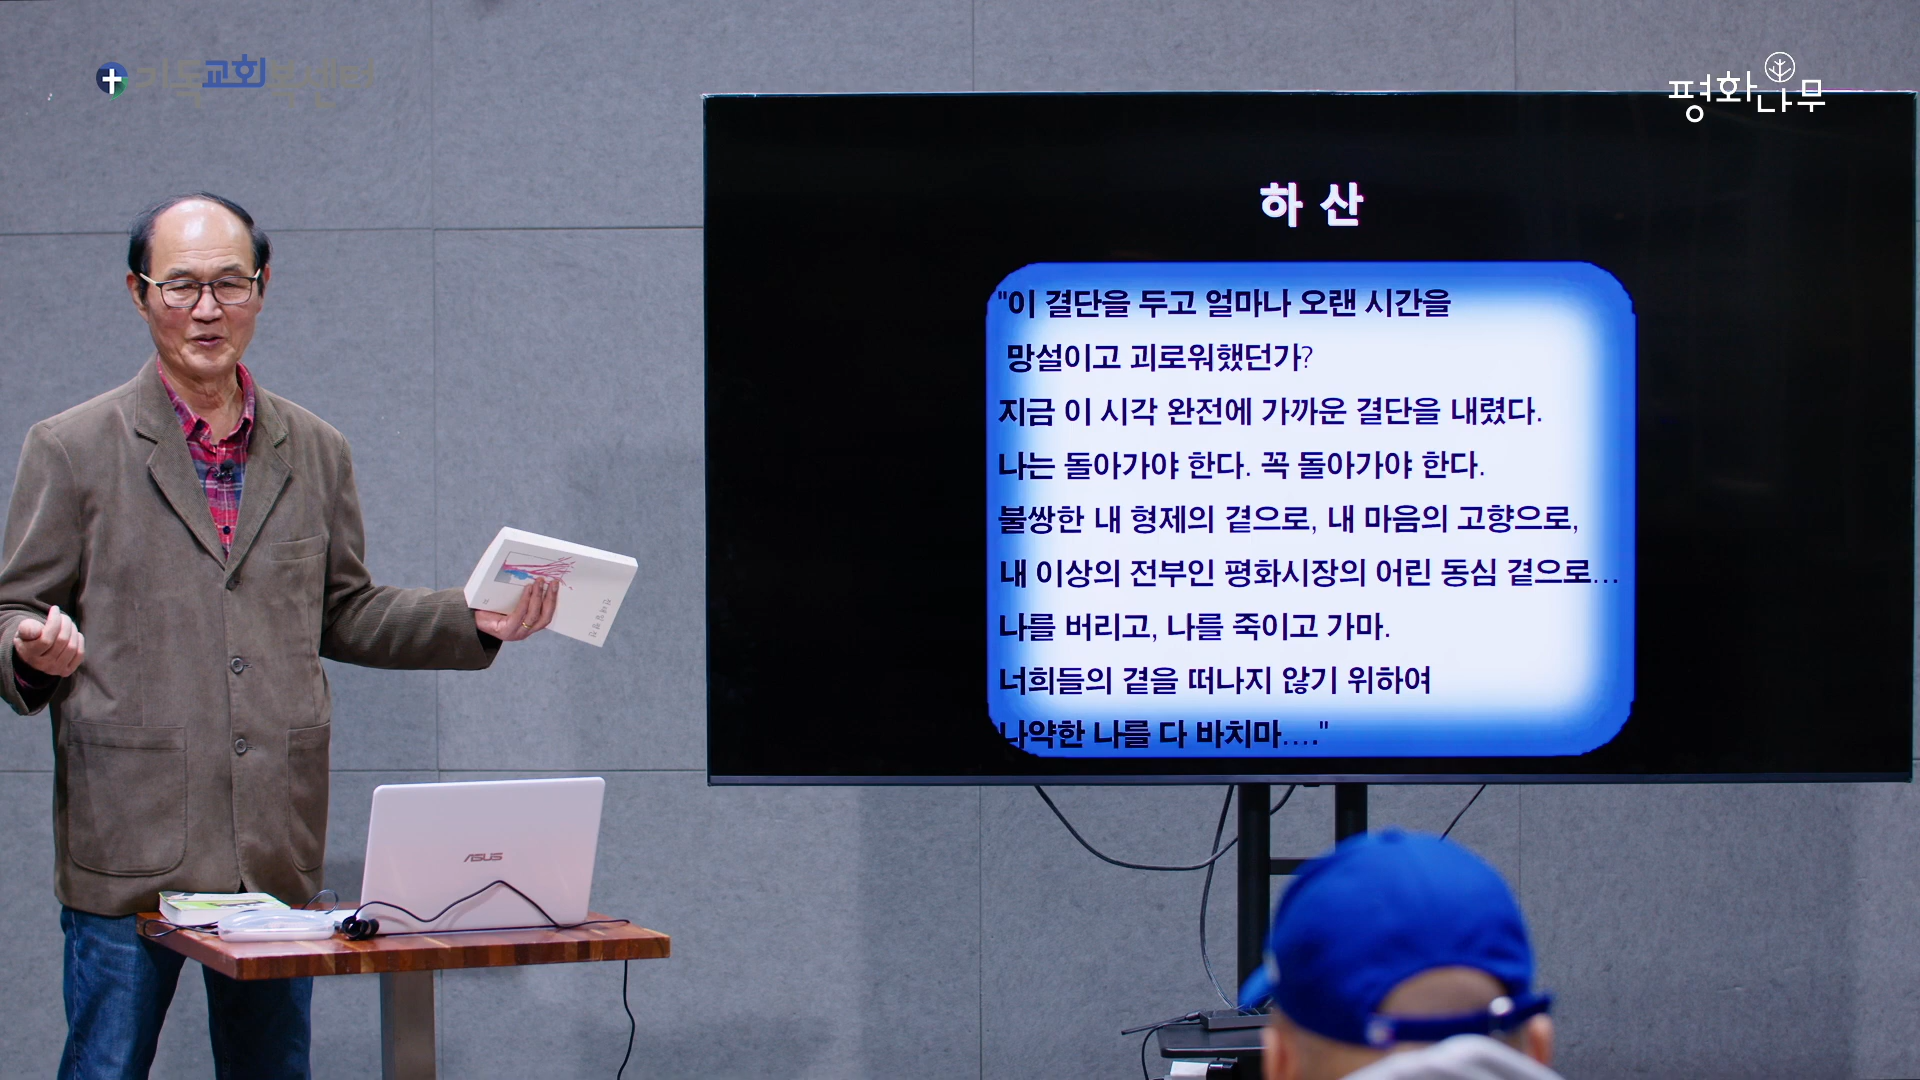 기독교회복센터
평화나무
하 산
"이 결단을 두고 얼마나 오랜 시간을
망설이고 괴로워했던가?
지금 이 시각 완전에 가까운 결단을 내렸다.
나는 돌아가야 한다. 꼭 돌아가야 한다.
불쌍한 내 형제의 곁으로, 내 마음의 고향으로,
내 이상의 전부인 평화시장의 어린 동심 곁으로...
나를 버리고, 나를 죽이고 가마.
너희들의 곁을 떠나지 않기 위하여
나약한 나를 다 바치마...."
ASUS